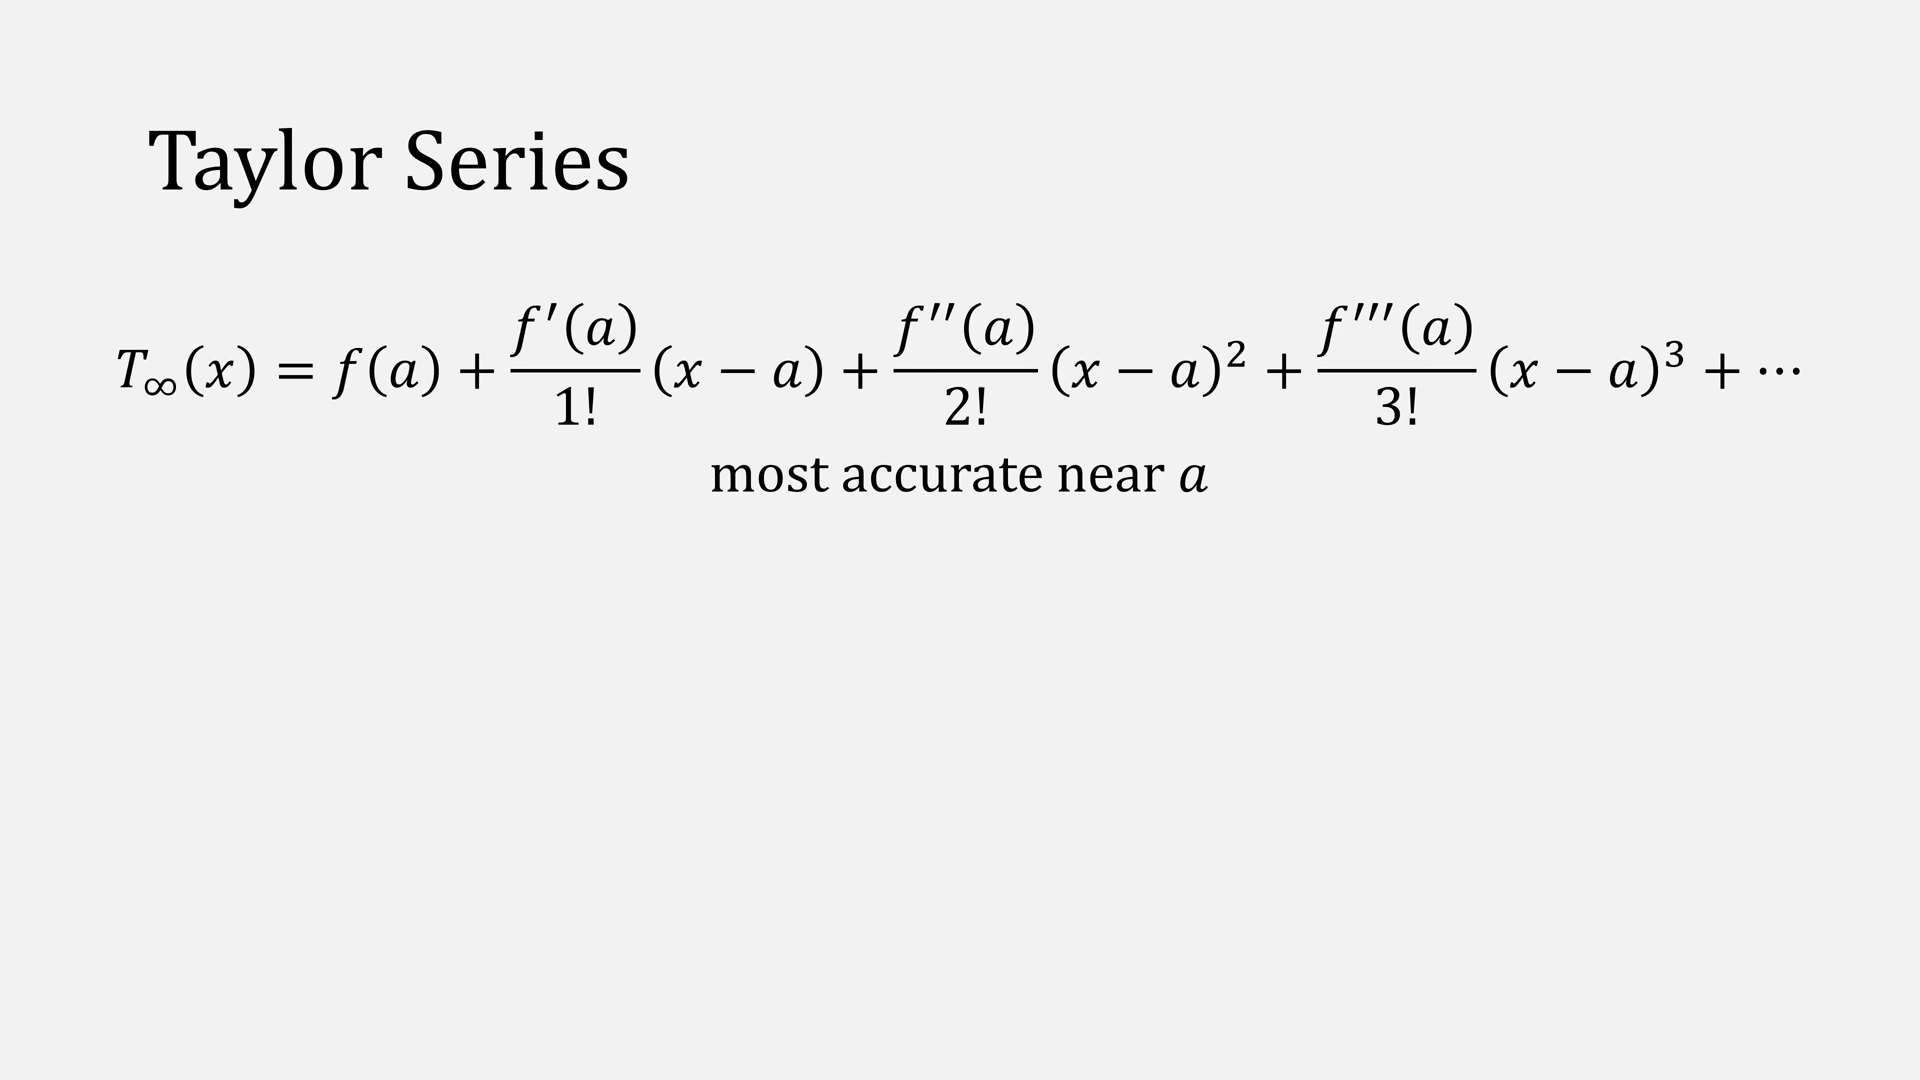 Taylor Series
T∞(x) = f(a) + f′(a)/1! (x − a) + f′′(a)/2! (x − a)² + f′′′(a)/3! (x − a)³ + ⋯
most accurate near a